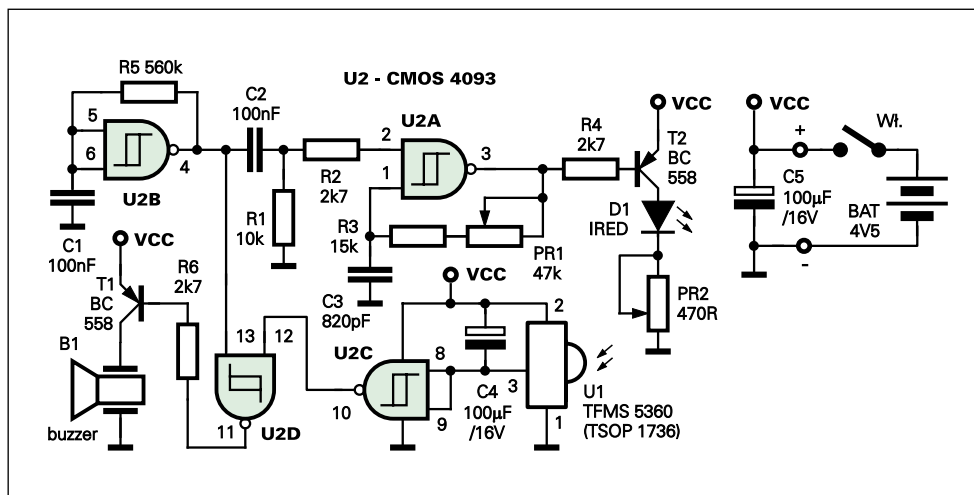 R5 560k
C2
100nF
U2 - CMOS 4093
U2A
VCC
VCC
5
6
4
U2B
R2
2k7
2
1
3
R4
2k7
T2
BC
558
+
Wł.
C5
100μF
/16V
BAT
4V5
-
C1
100nF
R1
10k
R3
15k
PR1
47k
D1
IRED
VCC
R6
2k7
C3
820pF
VCC
PR2
470R
T1
BC
558
13
12
U2C
8
2
B1
3
10
9
C4
100μF
/16V
1
U1
TFMS 5360
(TSOP 1736)
buzzer
11
U2D